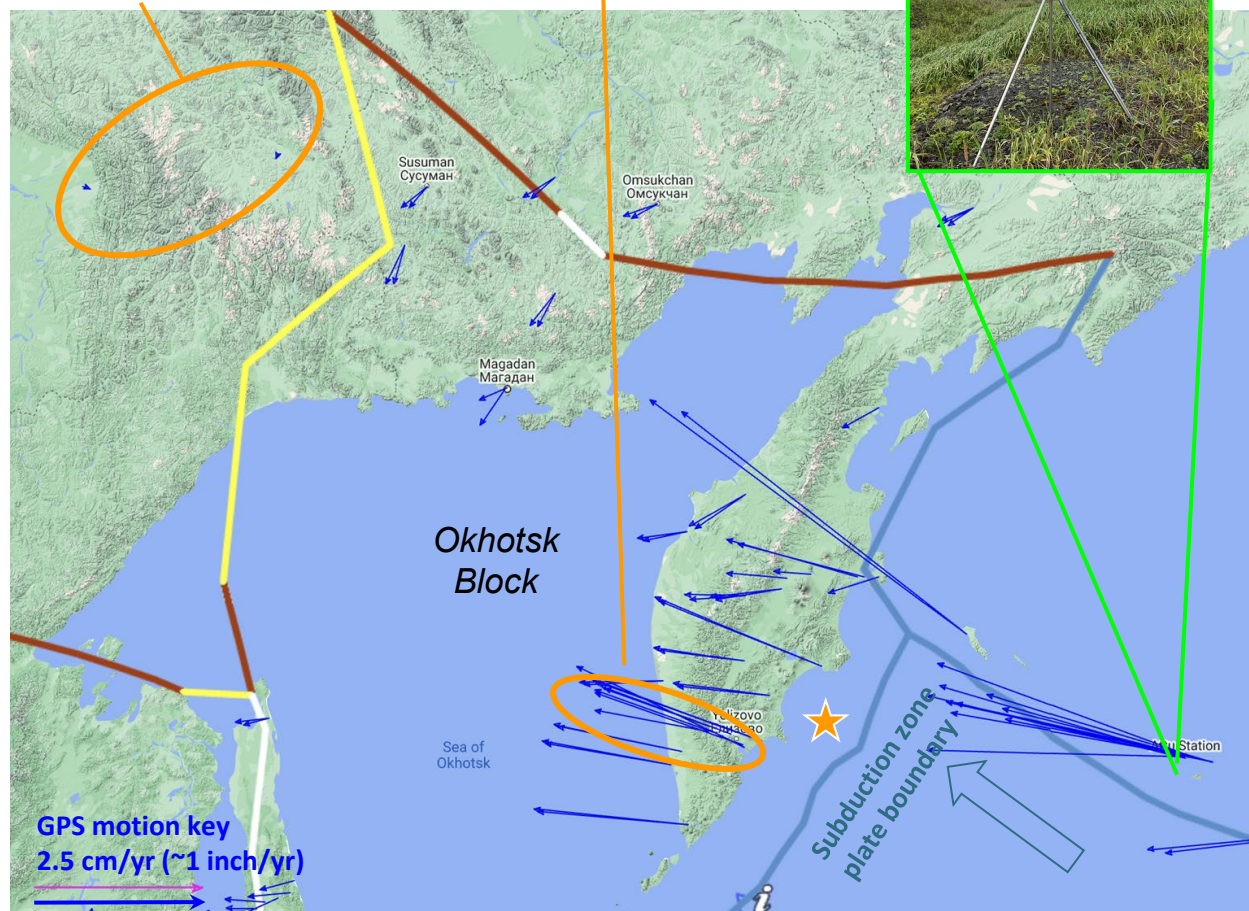 Susuman
Сусуман
Omsukchan
Омсукчан
Magadan
Магадан
Okhotsk
Block
Yelizovo
Sea of
Okhotsk
Station
Subduction zone
plate boundary
GPS motion key
2.5 cm/yr (~1 inch/yr)
i